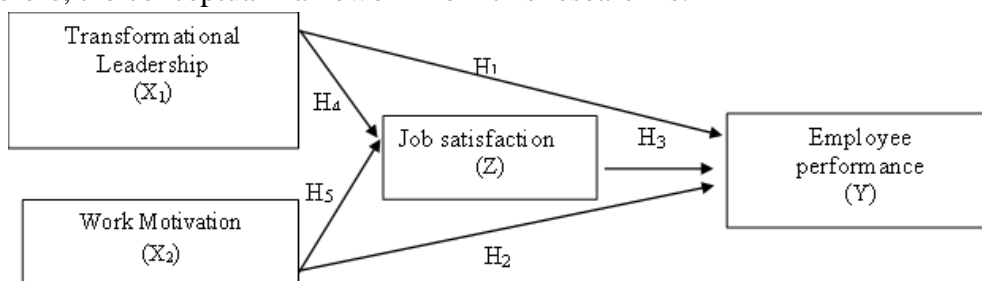 Transformational
Leadership
(X₁)
H₁
H₄
Job satisfaction
(Z)
H₃
Employee
performance
(Y)
H₅
Work Motivation
(X₂)
H₂